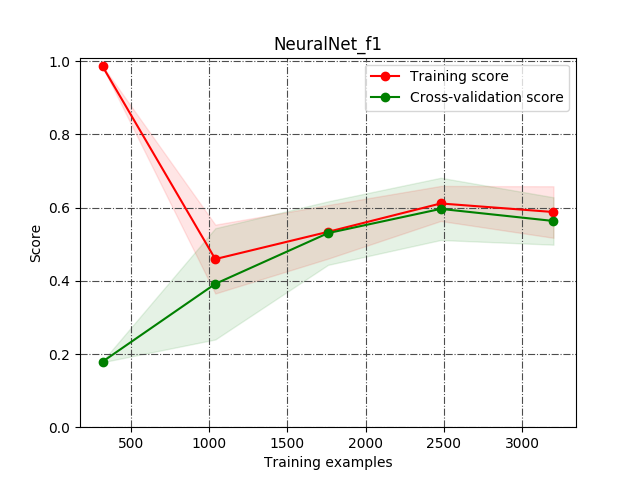 NeuralNet_f1
Training score
Cross-validation score
1.0
0.8
0.6
0.4
0.2
0.0
Score
500 1000 1500 2000 2500 3000
Training examples